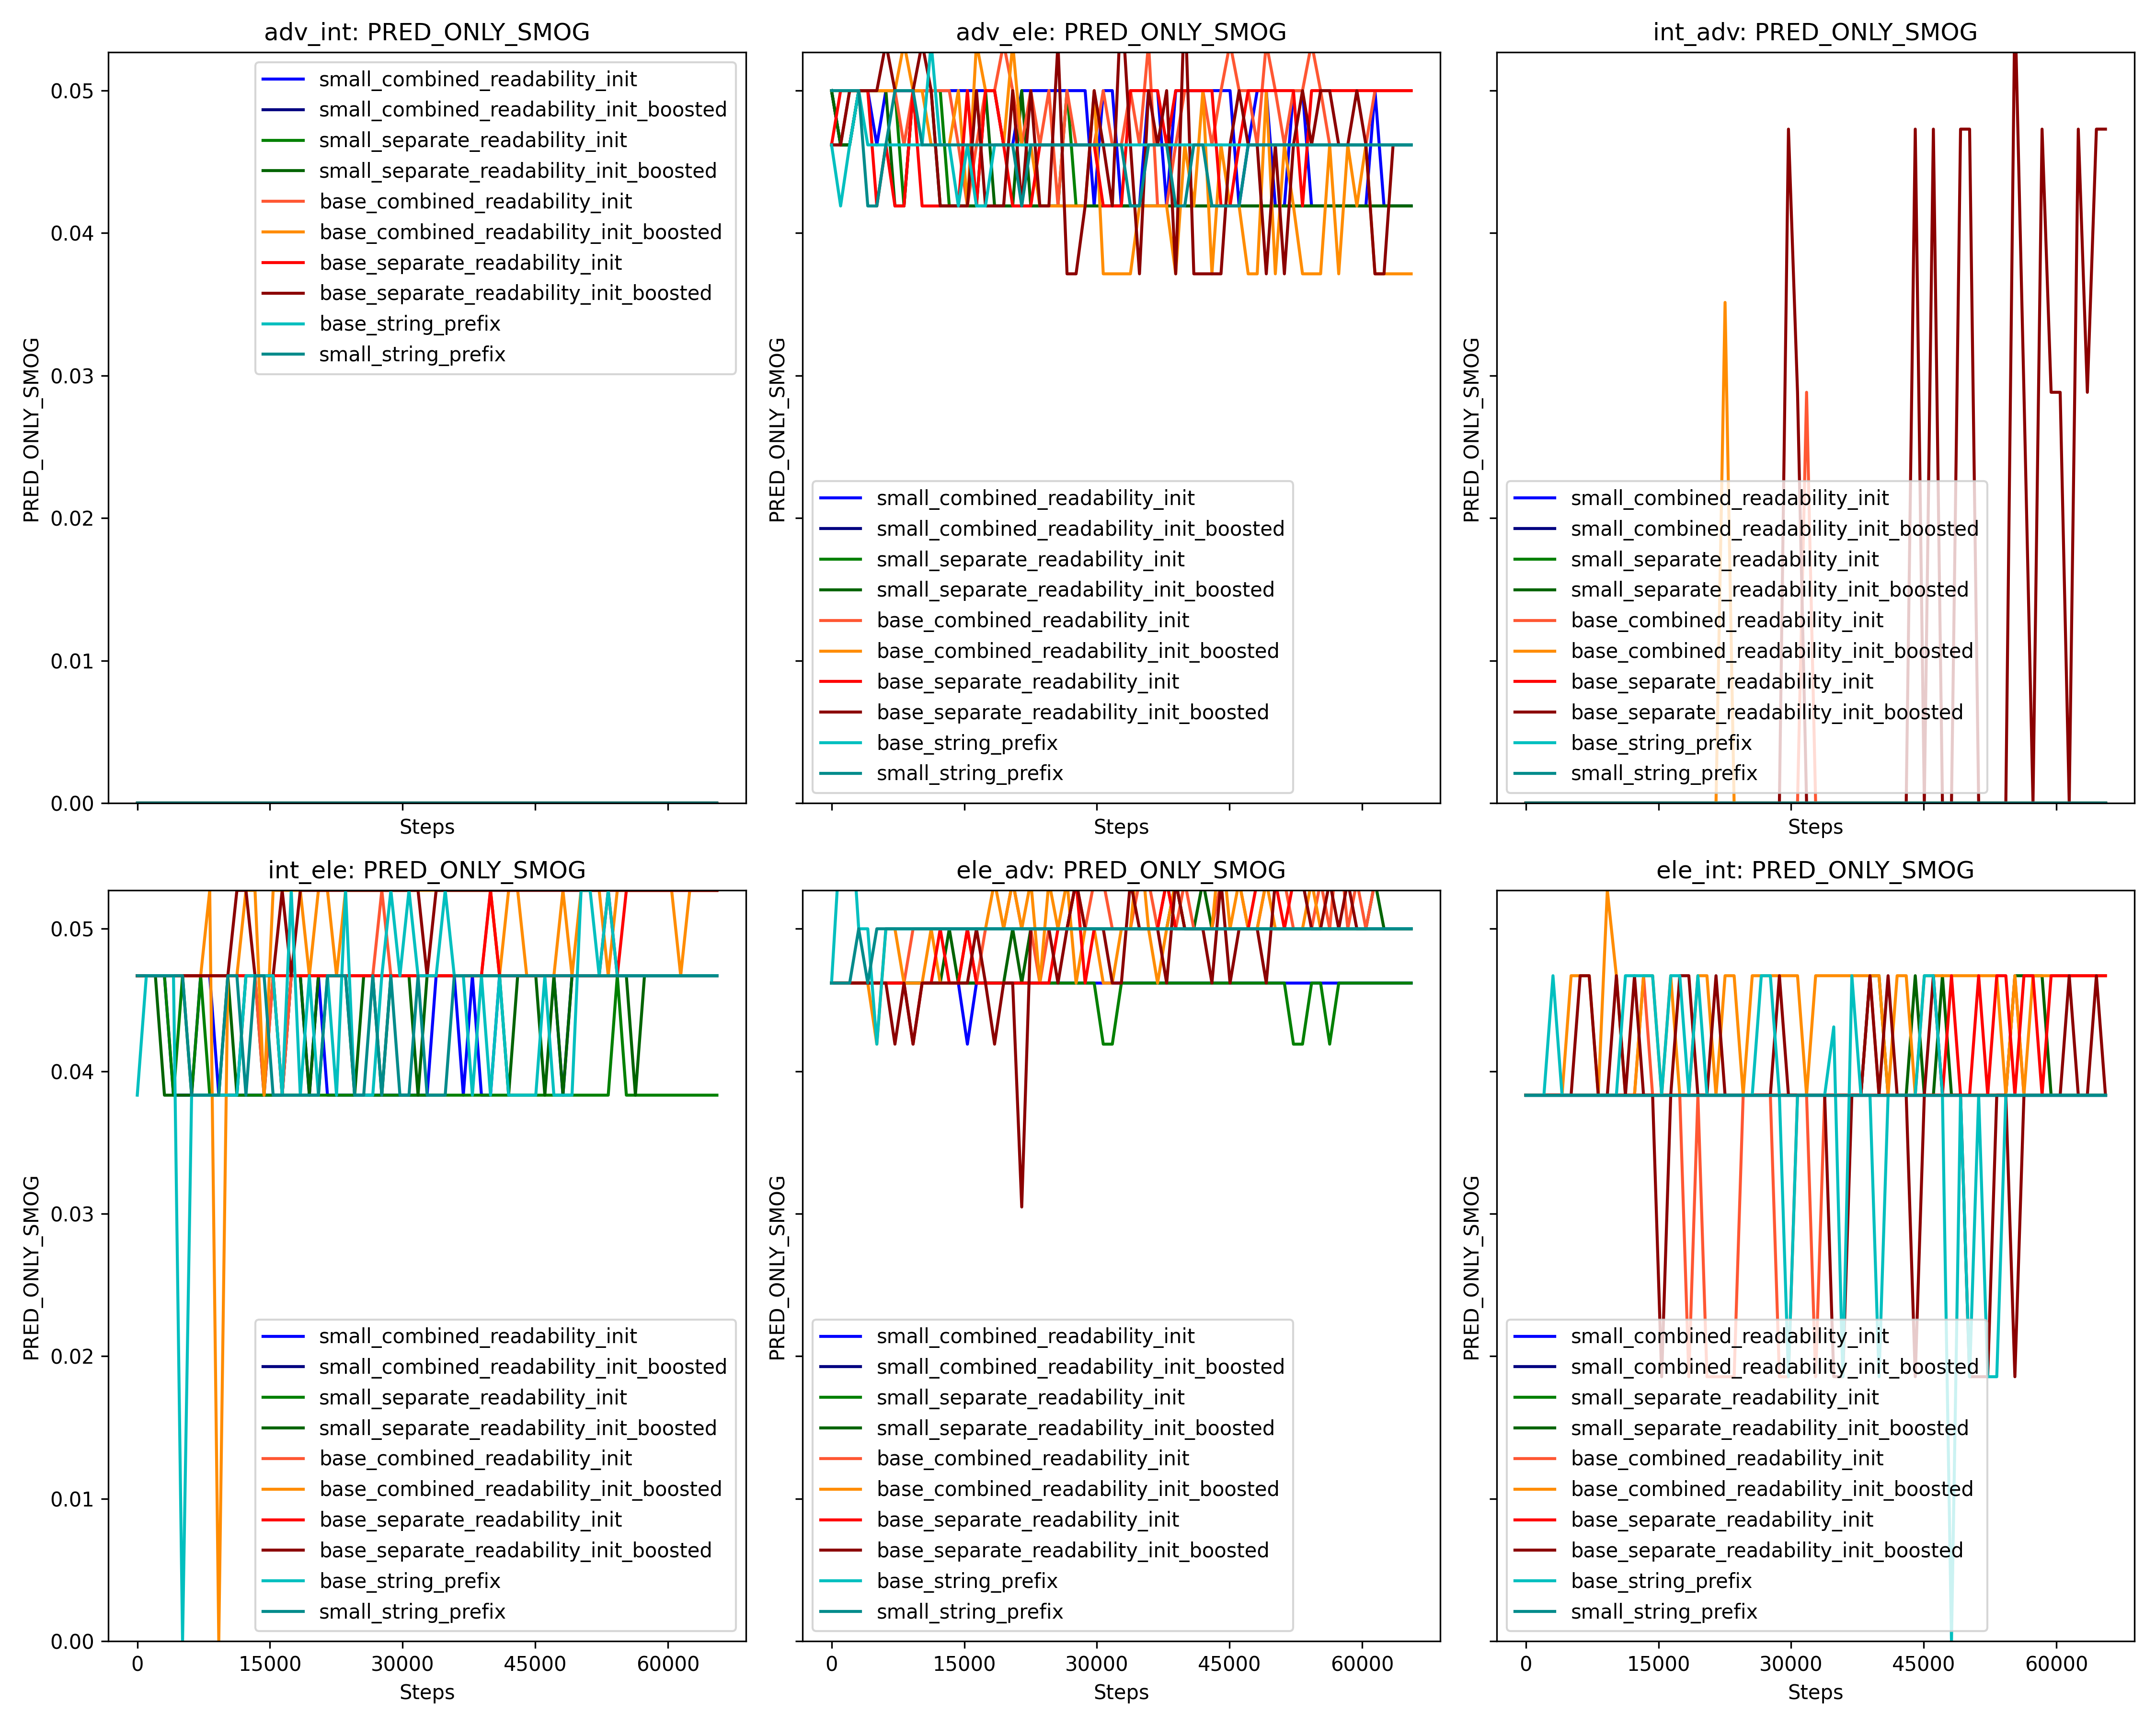 adv_int: PRED_ONLY_SMOG
PRED_ONLY_SMOG
0.05
0.04
0.03
0.02
0.01
0.00
small_combined_readability_init
small_combined_readability_init_boosted
small_separate_readability_init
small_separate_readability_init_boosted
base_combined_readability_init
base_combined_readability_init_boosted
base_separate_readability_init
base_separate_readability_init_boosted
base_string_prefix
small_string_prefix
Steps
adv_ele: PRED_ONLY_SMOG
PRED_ONLY_SMOG
small_combined_readability_init
small_combined_readability_init_boosted
small_separate_readability_init
small_separate_readability_init_boosted
base_combined_readability_init
base_combined_readability_init_boosted
base_separate_readability_init
base_separate_readability_init_boosted
base_string_prefix
small_string_prefix
Steps
int_adv: PRED_ONLY_SMOG
PRED_ONLY_SMOG
small_combined_readability_init
small_combined_readability_init_boosted
small_separate_readability_init
small_separate_readability_init_boosted
base_combined_readability_init
base_combined_readability_init_boosted
base_separate_readability_init
base_separate_readability_init_boosted
base_string_prefix
small_string_prefix
Steps
int_ele: PRED_ONLY_SMOG
PRED_ONLY_SMOG
0.05
0.04
0.03
0.02
0.01
0.00
small_combined_readability_init
small_combined_readability_init_boosted
small_separate_readability_init
small_separate_readability_init_boosted
base_combined_readability_init
base_combined_readability_init_boosted
base_separate_readability_init
base_separate_readability_init_boosted
base_string_prefix
small_string_prefix
0 15000 30000 45000 60000
Steps
ele_adv: PRED_ONLY_SMOG
PRED_ONLY_SMOG
small_combined_readability_init
small_combined_readability_init_boosted
small_separate_readability_init
small_separate_readability_init_boosted
base_combined_readability_init
base_combined_readability_init_boosted
base_separate_readability_init
base_separate_readability_init_boosted
base_string_prefix
small_string_prefix
0 15000 30000 45000 60000
Steps
ele_int: PRED_ONLY_SMOG
PRED_ONLY_SMOG
small_combined_readability_init
small_combined_readability_init_boosted
small_separate_readability_init
small_separate_readability_init_boosted
base_combined_readability_init
base_combined_readability_init_boosted
base_separate_readability_init
base_separate_readability_init_boosted
base_string_prefix
small_string_prefix
0 15000 30000 45000 60000
Steps